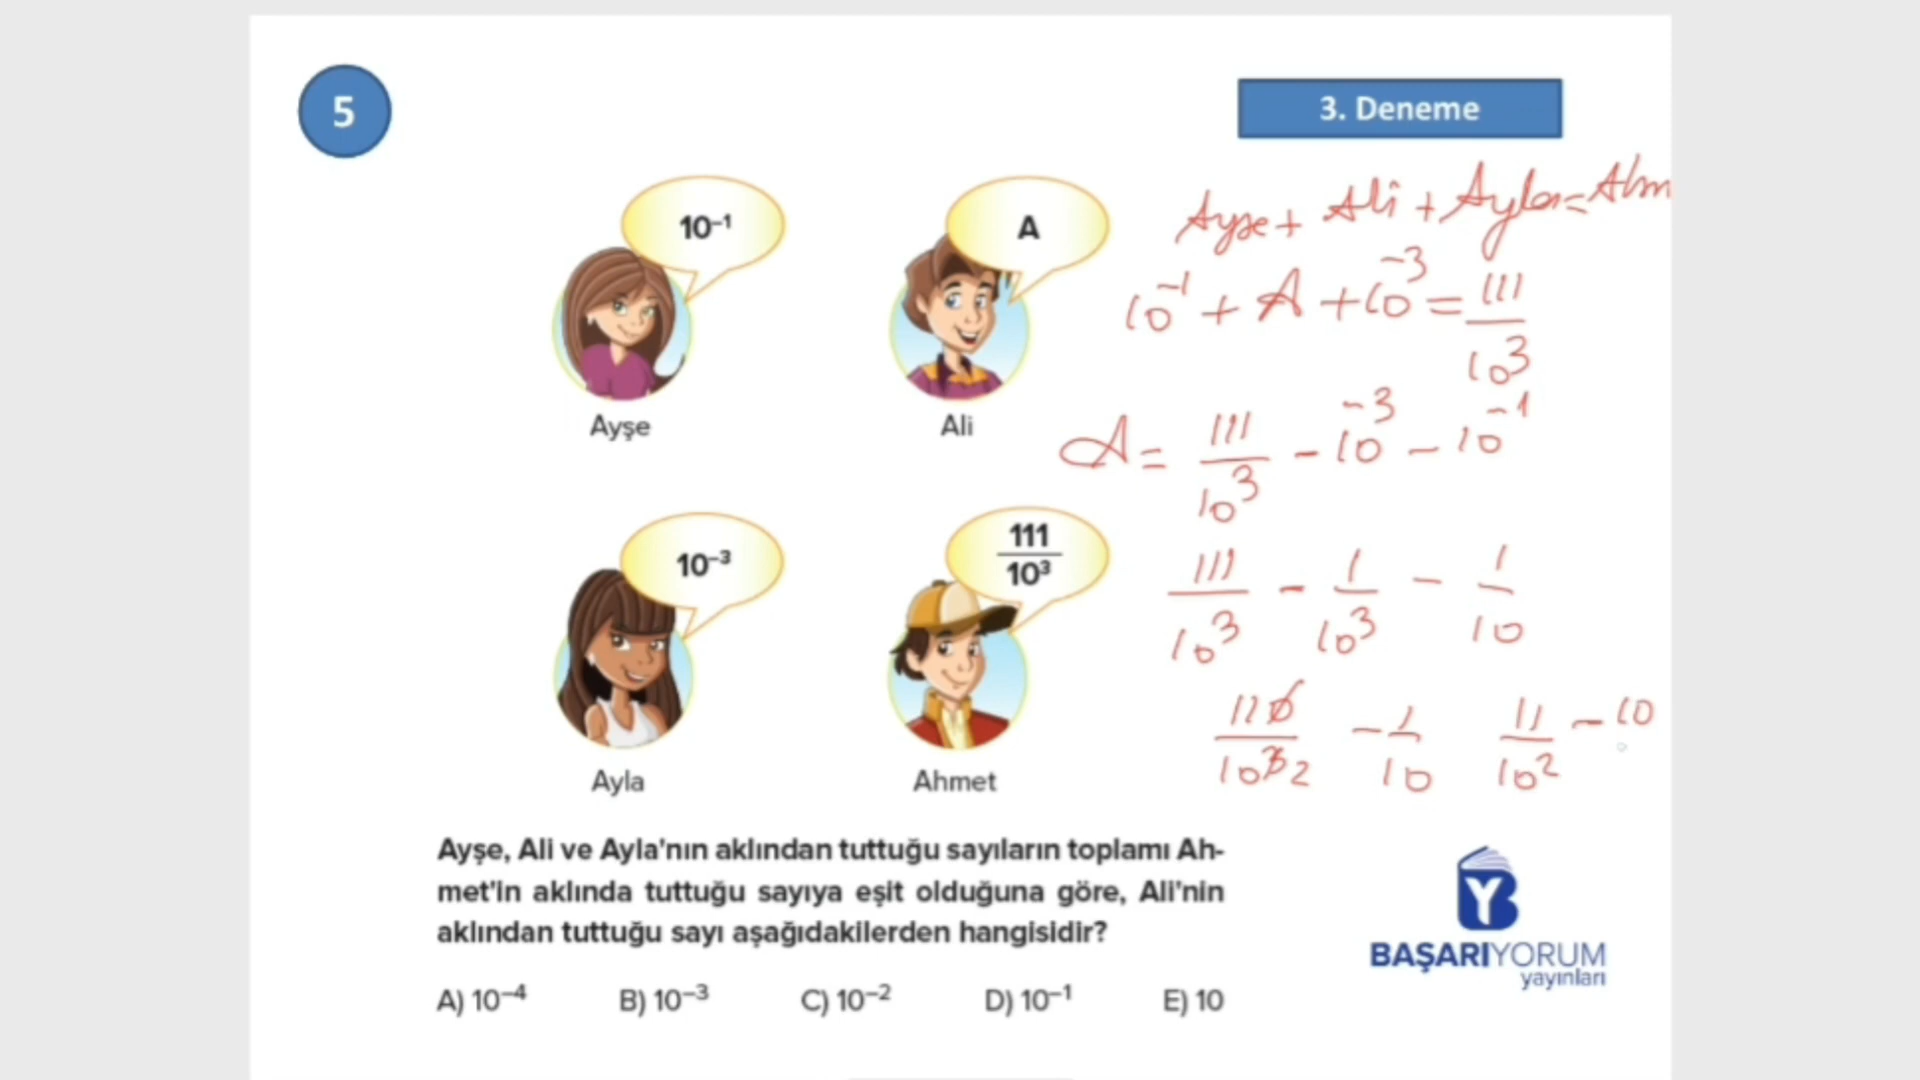 5
3. Deneme
10⁻¹
A
Ayşe
Ali
10⁻³
111
10³
Ayla
Ahmet
Ayşe + Ali + Ayla = Ahm
10⁻¹ + A + 10⁻³ = 111/10³
A = 111/10³ - 10⁻³ - 10⁻¹
111/10³ - 1/10³ - 1/10
110/10³ 2 - 1/10 11/10² - 10
Ayşe, Ali ve Ayla'nın aklından tuttuğu sayıların toplamı Ah-
met'in aklında tuttuğu sayıya eşit olduğuna göre, Ali'nin
aklından tuttuğu sayı aşağıdakilerden hangisidir?
A) 10⁻⁴ B) 10⁻³ C) 10⁻² D) 10⁻¹ E) 10
BAŞARIYORUM
yayınları